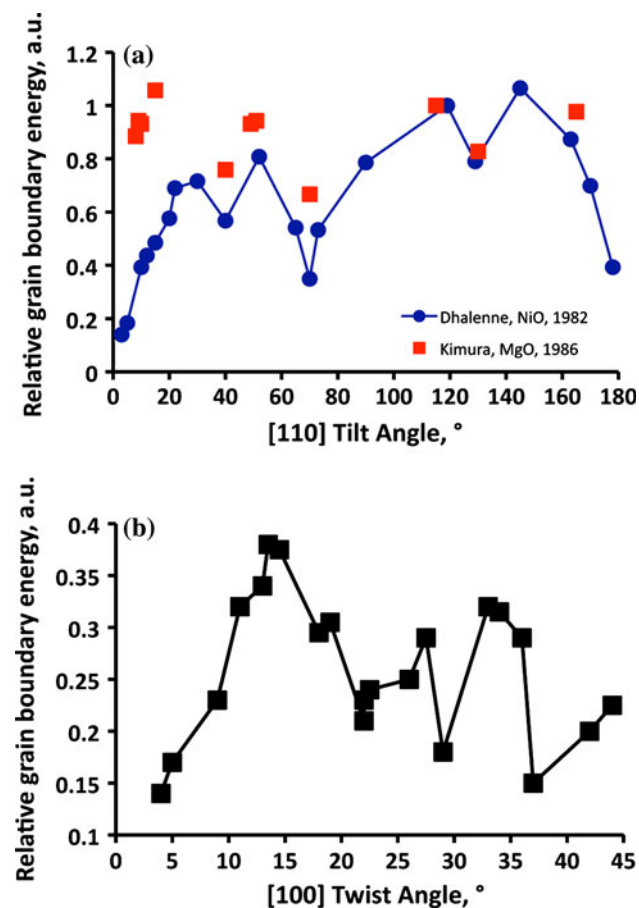 (a)
Relative grain boundary energy, a.u.
1.2
1
0.8
0.6
0.4
0.2
0
Dhalenne, NiO, 1982
Kimura, MgO, 1986
0 20 40 60 80 100 120 140 160 180
[110] Tilt Angle, °
(b)
Relative grain boundary energy, a.u.
0.4
0.35
0.3
0.25
0.2
0.15
0.1
0 5 10 15 20 25 30 35 40 45
[100] Twist Angle, °